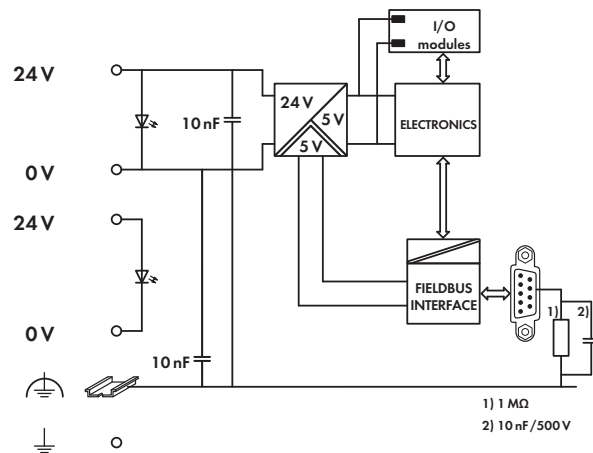 I/O
modules
24 V
24 V
5 V
10 nF
ELECTRONICS
5 V
0 V
24 V
FIELDBUS
INTERFACE
1)
2)
0 V
10 nF
1) 1 MΩ
2) 10 nF/500 V